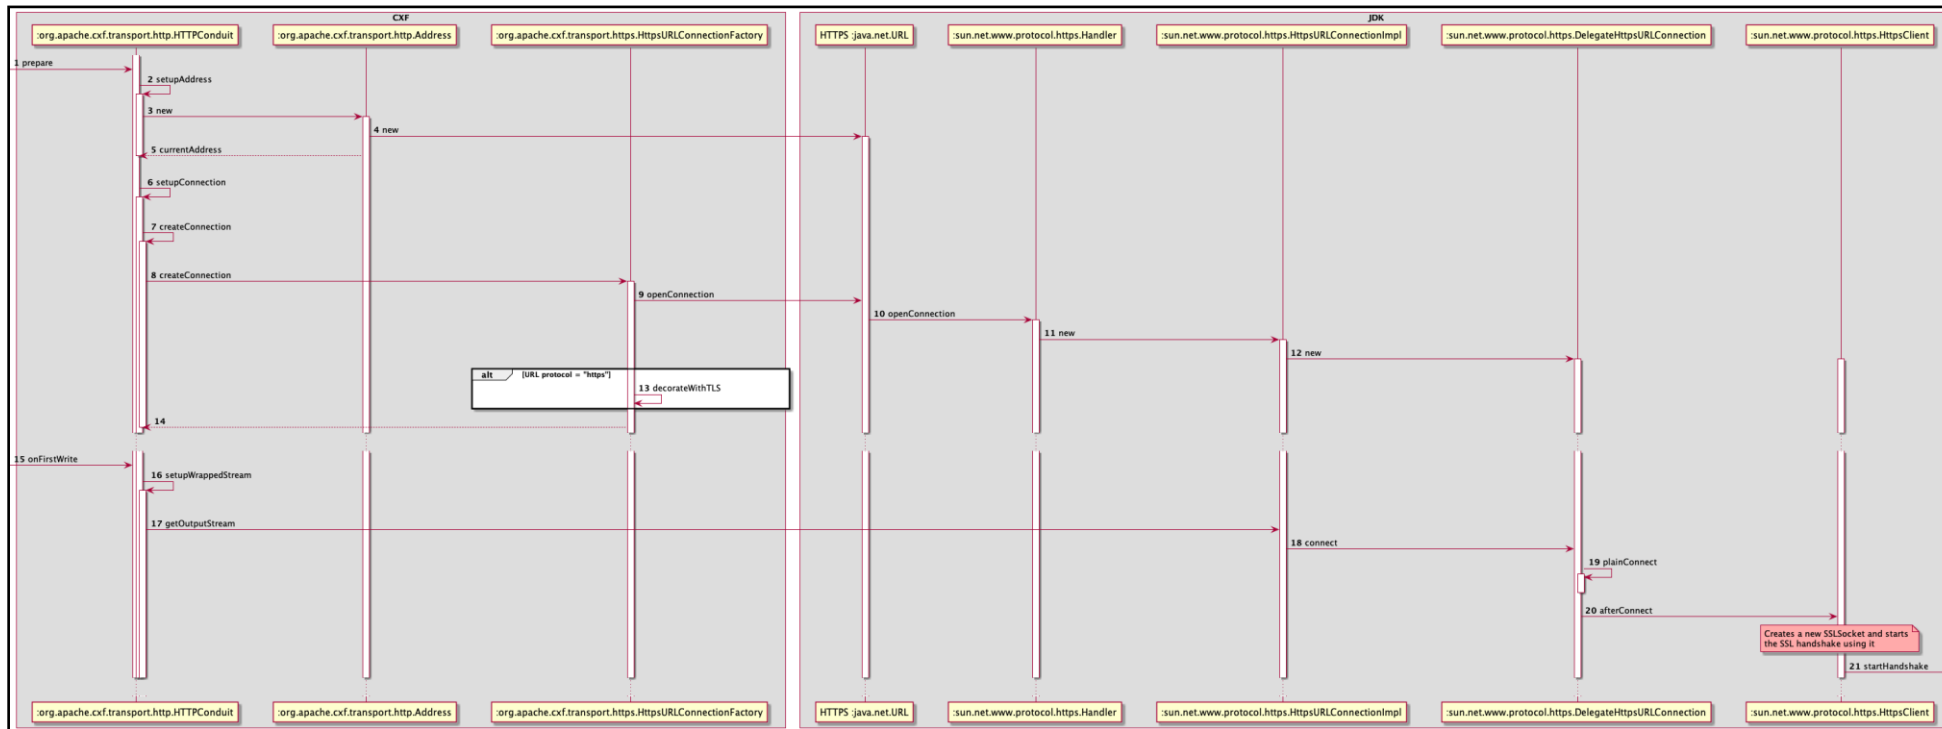 CXF
JDK
:org.apache.cxf.transport.http.HTTPConduit
:org.apache.cxf.transport.http.Address
:org.apache.cxf.transport.https.HttpsURLConnectionFactory
HTTPS :java.net.URL
:sun.net.www.protocol.https.Handler
:sun.net.www.protocol.https.HttpsURLConnectionImpl
:sun.net.www.protocol.https.DelegateHttpsURLConnection
:sun.net.www.protocol.https.HttpsClient
1 prepare
2 setupAddress
3 new
4 new
5 currentAddress
6 setupConnection
7 createConnection
8 createConnection
9 openConnection
10 openConnection
11 new
12 new
alt [URL protocol = "https"]
13 decorateWithTLS
14
15 onFirstWrite
16 setupWrappedStream
17 getOutputStream
18 connect
19 plainConnect
20 afterConnect
Creates a new SSLSocket and starts
the SSL handshake using it
21 startHandshake
:org.apache.cxf.transport.http.HTTPConduit
:org.apache.cxf.transport.http.Address
:org.apache.cxf.transport.https.HttpsURLConnectionFactory
HTTPS :java.net.URL
:sun.net.www.protocol.https.Handler
:sun.net.www.protocol.https.HttpsURLConnectionImpl
:sun.net.www.protocol.https.DelegateHttpsURLConnection
:sun.net.www.protocol.https.HttpsClient